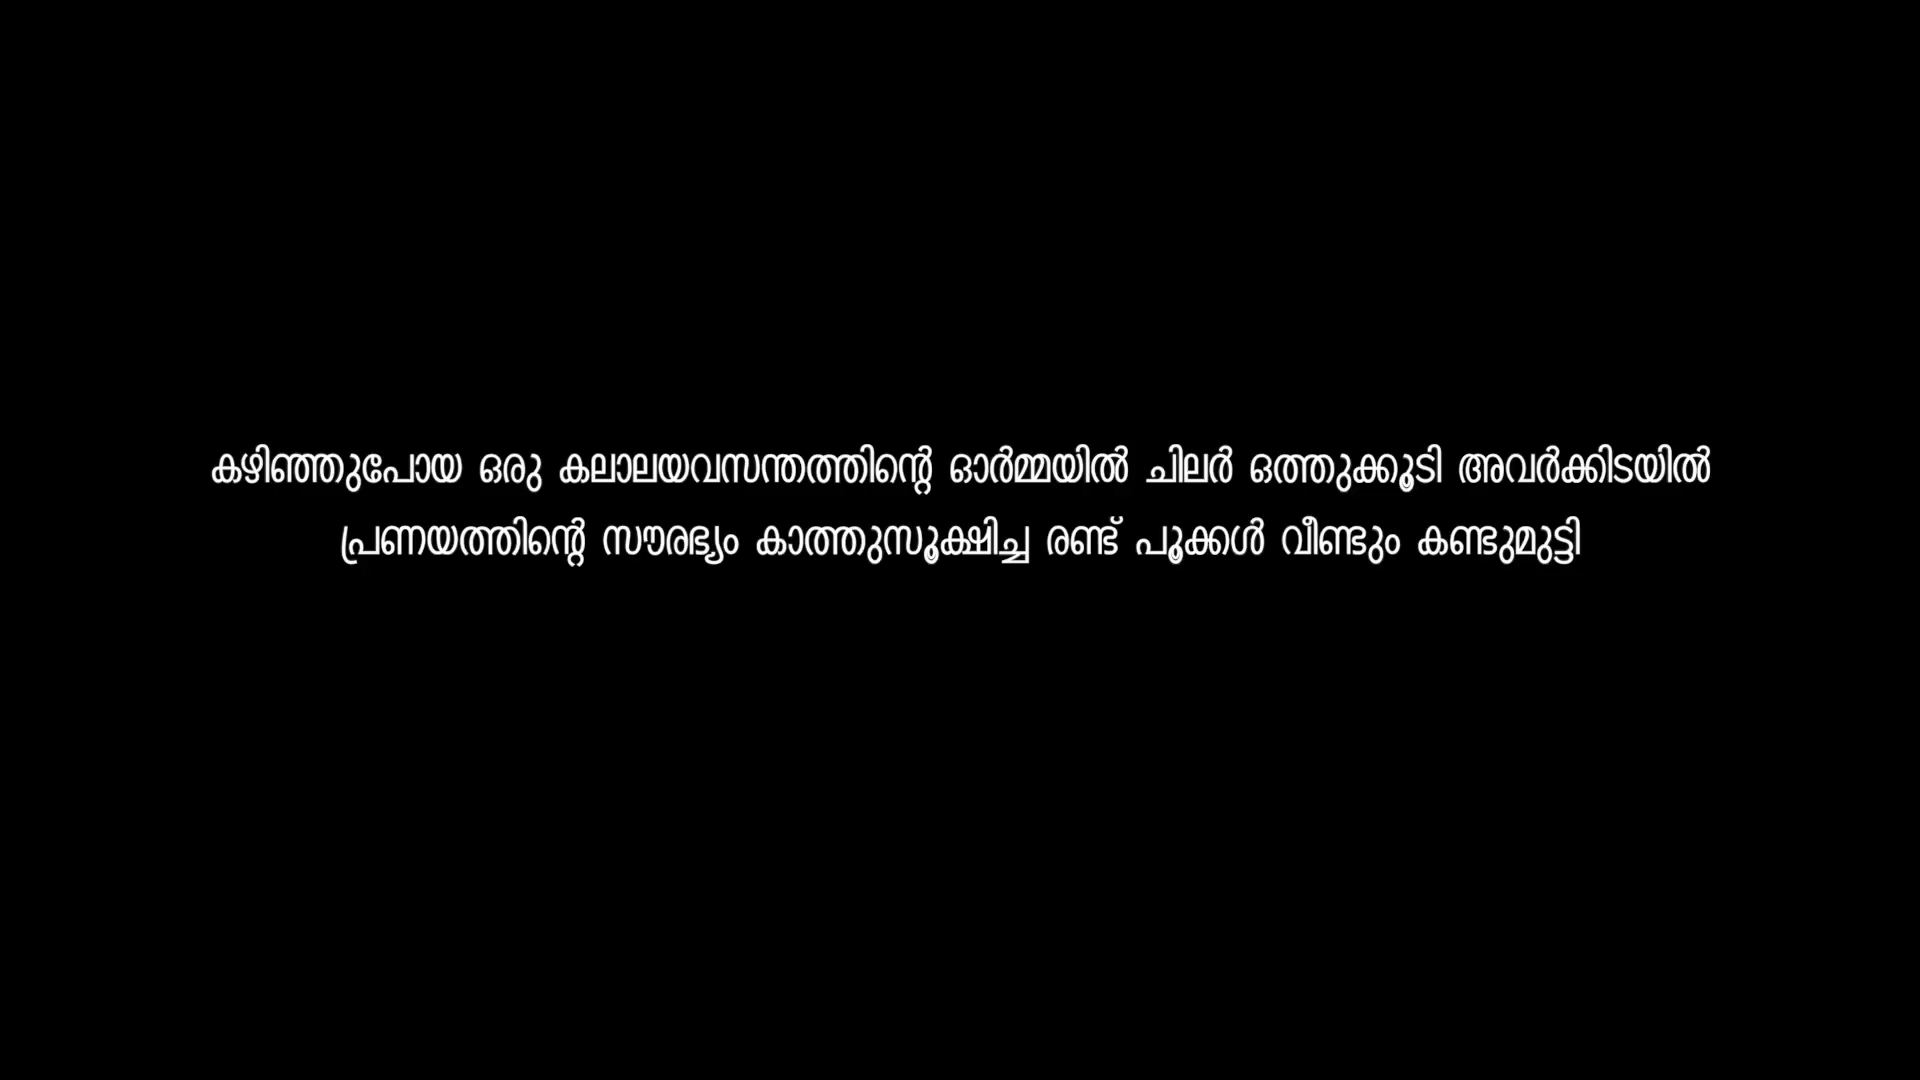 കഴിഞ്ഞുപോയ ഒരു കലാലയവസന്തത്തിന്റെ ഓർമ്മയിൽ ചിലർ ഒത്തുക്കൂടി അവർക്കിടയിൽ
പ്രണയത്തിന്റെ സൗരഭ്യം കാത്തുസൂക്ഷിച്ച രണ്ട് പൂക്കൾ വീണ്ടും കണ്ടുമുട്ടി